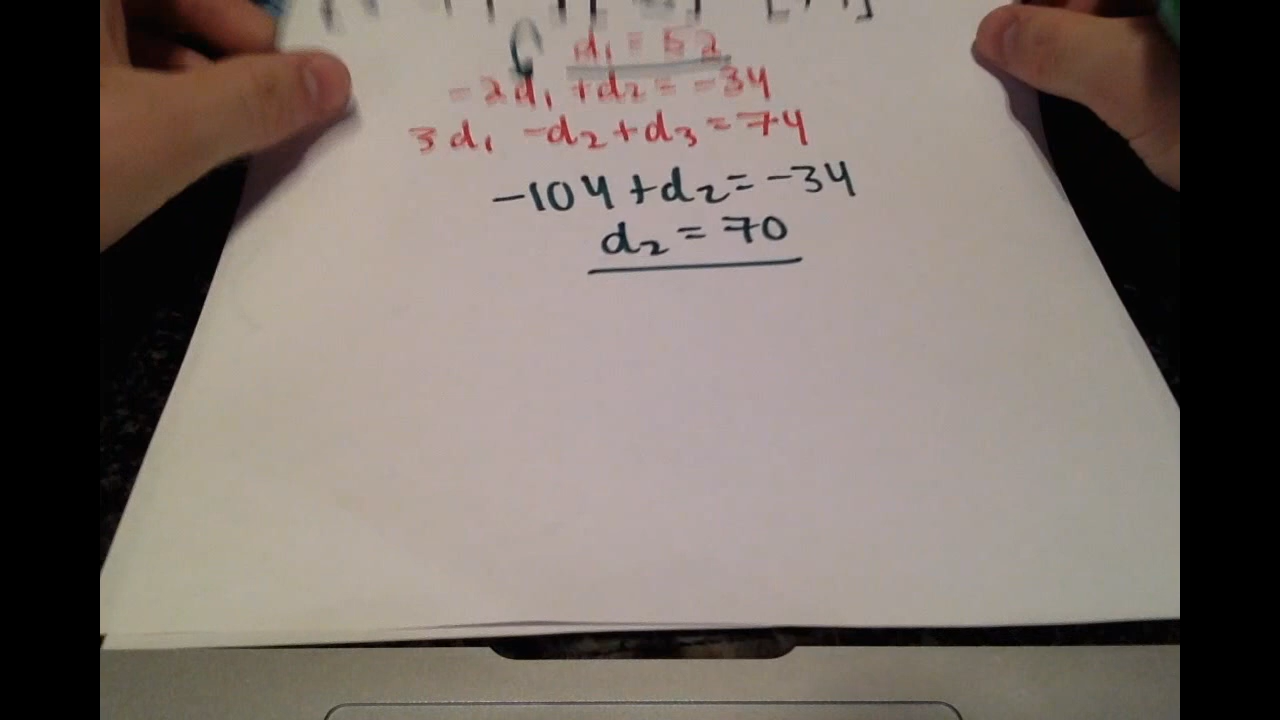 d₁ = 52
-2d₁ +d₂ = -34
3d₁ -d₂+d₃ = 74
-104 +d₂ = -34
d₂ = 70